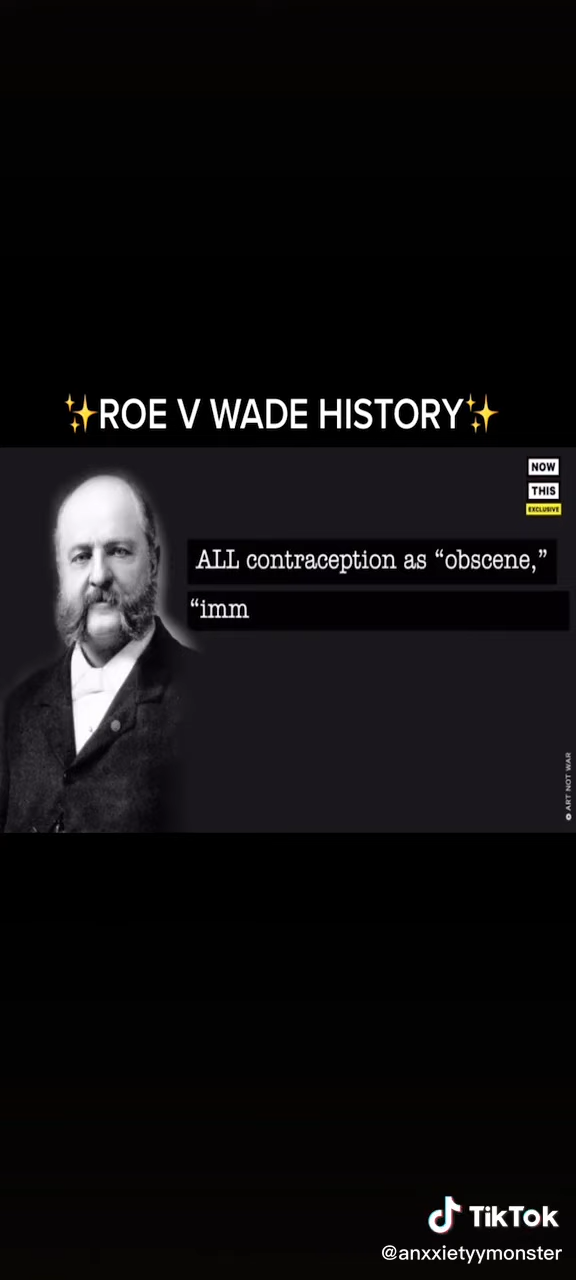 ✨ROE V WADE HISTORY✨
NOW
THIS
EXCLUSIVE
ALL contraception as “obscene,”
“imm
© ART NOT WAR
TikTok
@anxxietyymonster